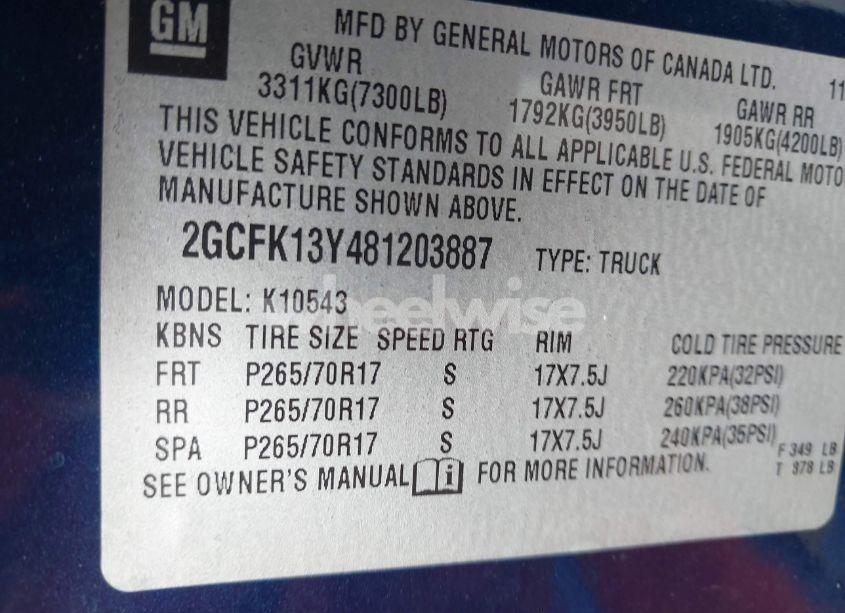 GM
MFD BY GENERAL MOTORS OF CANADA LTD. 11
GVWR GAWR FRT GAWR RR
3311KG(7300LB) 1792KG(3950LB) 1905KG(4200LB)
THIS VEHICLE CONFORMS TO ALL APPLICABLE U.S. FEDERAL MOTO
VEHICLE SAFETY STANDARDS IN EFFECT ON THE DATE OF
MANUFACTURE SHOWN ABOVE.
2GCFK13Y481203887 TYPE: TRUCK
wheelwise
MODEL: K10543
KBNS TIRE SIZE SPEED RTG RIM COLD TIRE PRESSURE
FRT P265/70R17 S 17X7.5J 220KPA(32PSI)
RR P265/70R17 S 17X7.5J 260KPA(38PSI)
SPA P265/70R17 S 17X7.5J 240KPA(35PSI)
F 349 LB
SEE OWNER'S MANUAL i FOR MORE INFORMATION.
T 378 LB